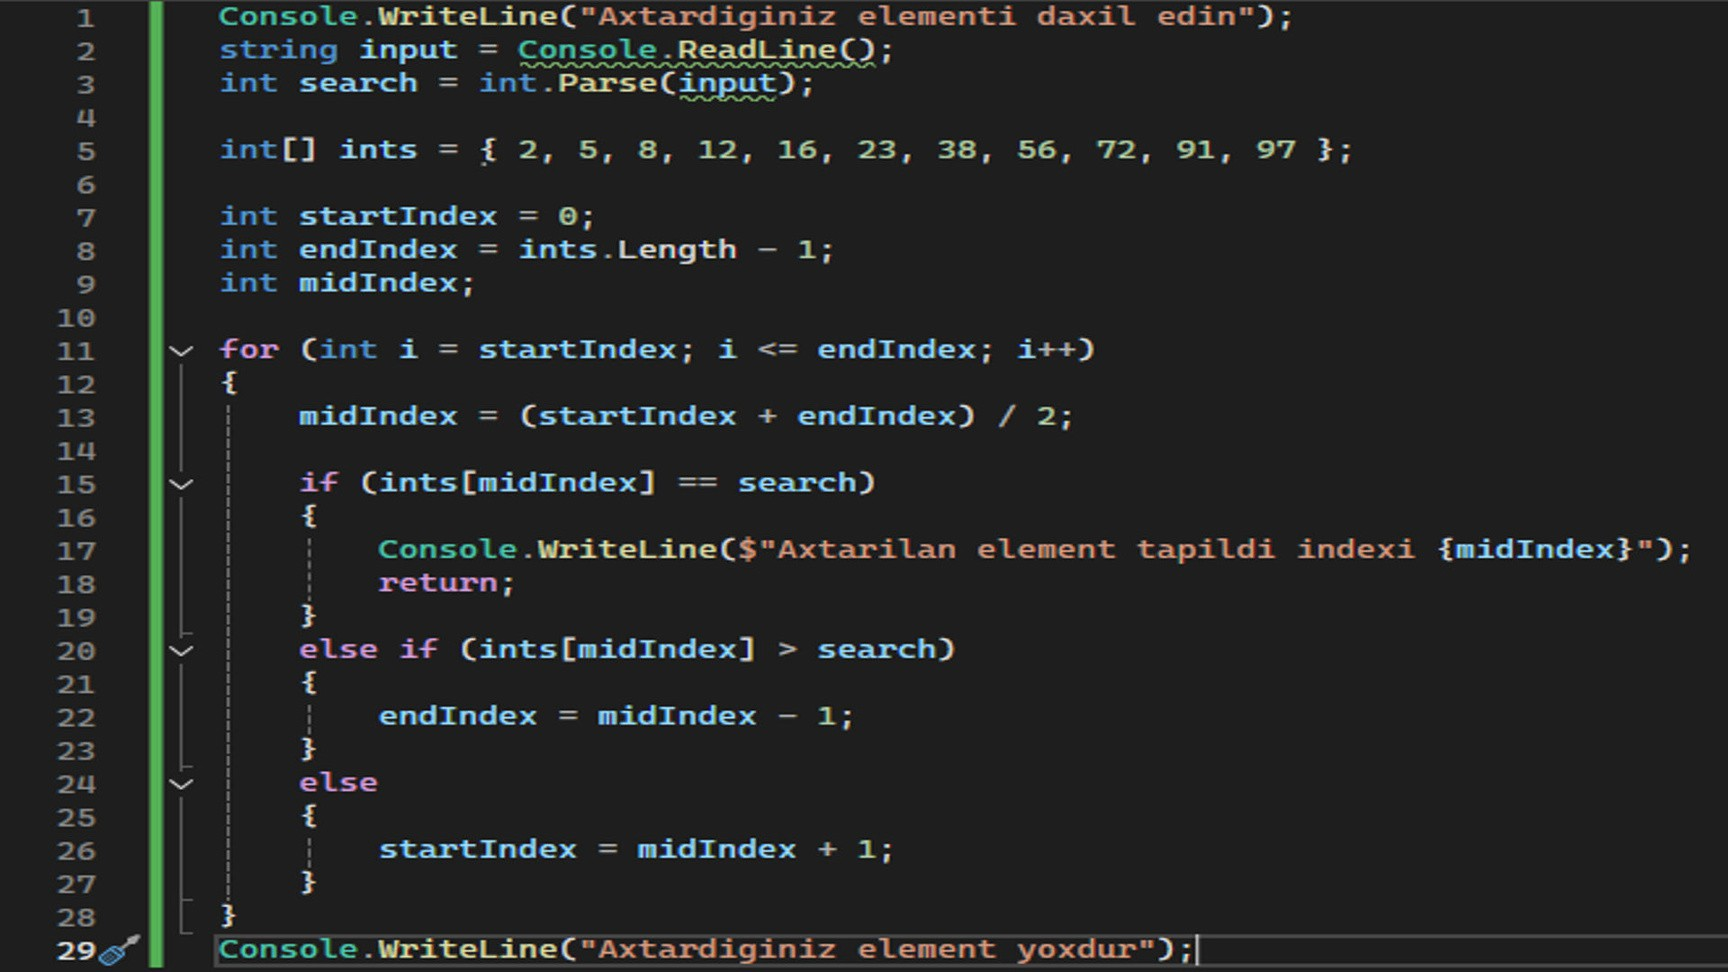 1 Console.WriteLine("Axtardiginiz elementi daxil edin");
2 string input = Console.ReadLine();
3 int search = int.Parse(input);
4
5 int[] ints = { 2, 5, 8, 12, 16, 23, 38, 56, 72, 91, 97 };
6
7 int startIndex = 0;
8 int endIndex = ints.Length - 1;
9 int midIndex;
10
11 for (int i = startIndex; i <= endIndex; i++)
12 {
13 midIndex = (startIndex + endIndex) / 2;
14
15 if (ints[midIndex] == search)
16 {
17 Console.WriteLine($"Axtarilan element tapildi indexi {midIndex}");
18 return;
19 }
20 else if (ints[midIndex] > search)
21 {
22 endIndex = midIndex - 1;
23 }
24 else
25 {
26 startIndex = midIndex + 1;
27 }
28 }
29 Console.WriteLine("Axtardiginiz element yoxdur");